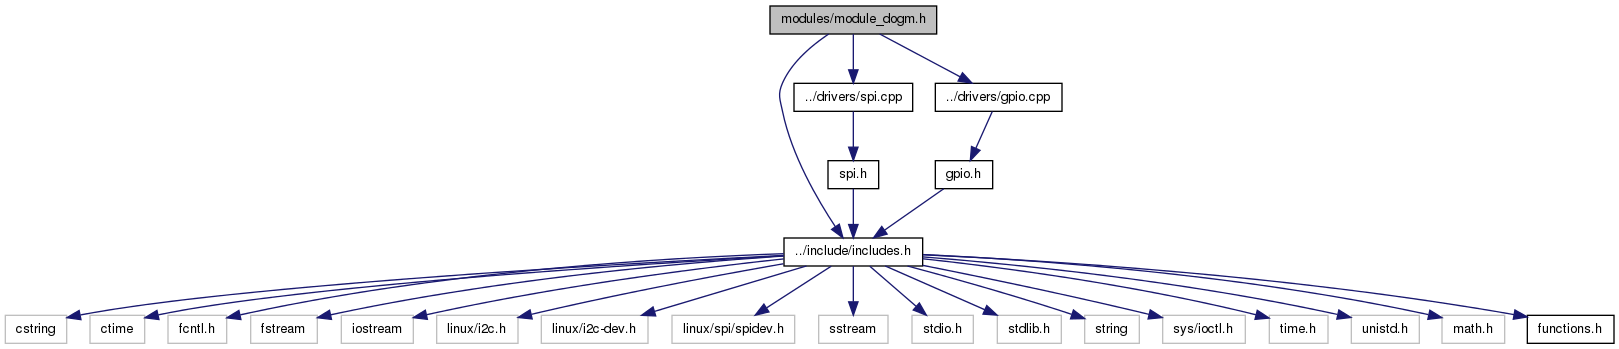 modules/module_dogm.h
../drivers/spi.cpp
../drivers/gpio.cpp
spi.h
gpio.h
../include/includes.h
cstring
ctime
fcntl.h
fstream
iostream
linux/i2c.h
linux/i2c-dev.h
linux/spi/spidev.h
sstream
stdio.h
stdlib.h
string
sys/ioctl.h
time.h
unistd.h
math.h
functions.h